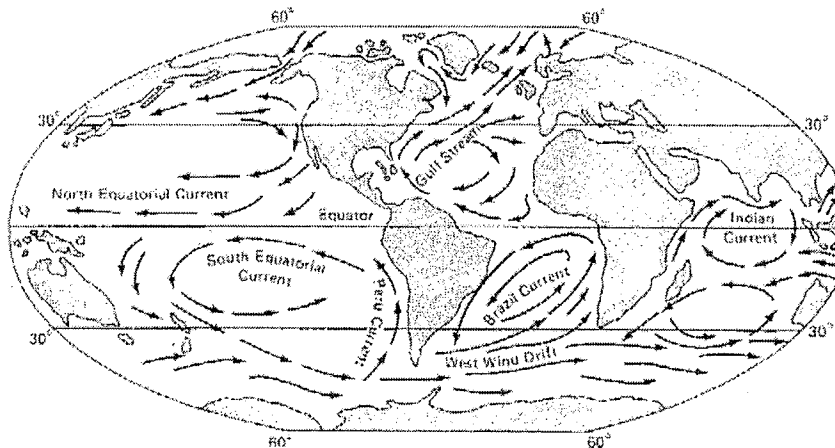 60° 60°
30° 30°
Gulf Stream
North Equatorial Current
Equator
Indian
Current
South Equatorial
Current
Peru Current
Brazil Current
30° 30°
West Wind Drift
60° 60°